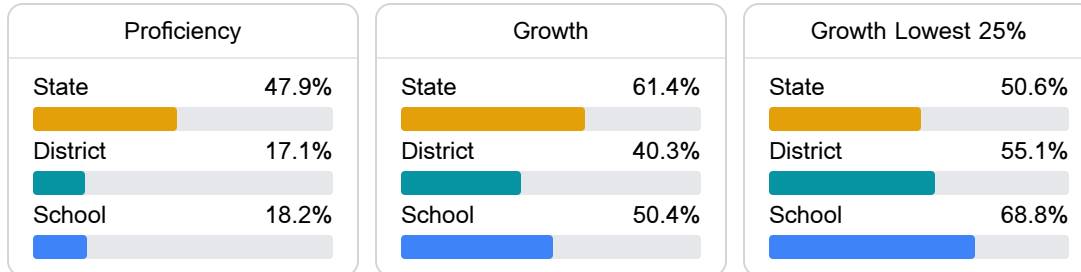 Proficiency
State 47.9%
District 17.1%
School 18.2%
Growth
State 61.4%
District 40.3%
School 50.4%
Growth Lowest 25%
State 50.6%
District 55.1%
School 68.8%